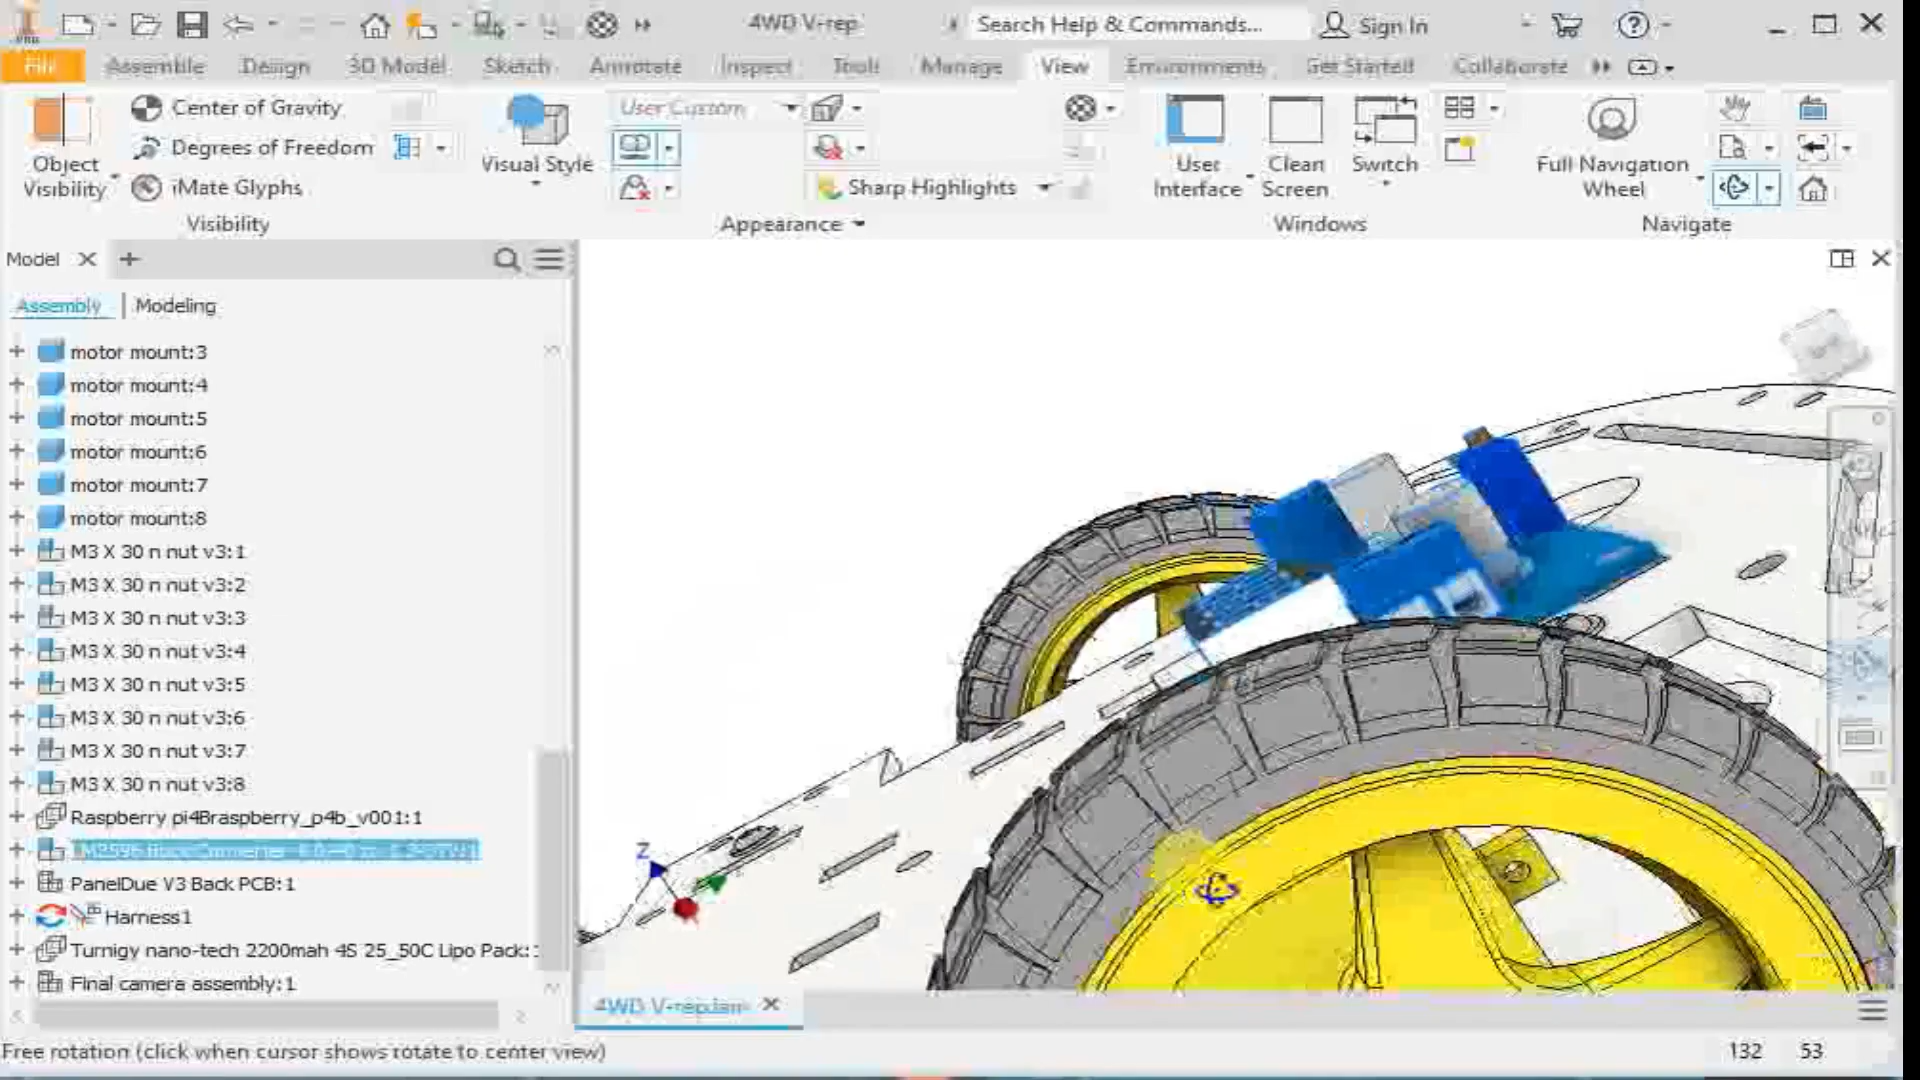 4WD V-rep
Search Help & Commands...
Sign In
File
Assemble
Design
3D Model
Sketch
Annotate
Inspect
Tools
Manage
View
Environments
Get Started
Collaborate
Object
Visibility
Center of Gravity
Degrees of Freedom
iMate Glyphs
Visibility
Visual Style
User Custom
Sharp Highlights
Appearance
User
Interface
Clean
Screen
Switch
Windows
Full Navigation
Wheel
Navigate
Model
Assembly
Modeling
motor mount:3
motor mount:4
motor mount:5
motor mount:6
motor mount:7
motor mount:8
M3 X 30 n nut v3:1
M3 X 30 n nut v3:2
M3 X 30 n nut v3:3
M3 X 30 n nut v3:4
M3 X 30 n nut v3:5
M3 X 30 n nut v3:6
M3 X 30 n nut v3:7
M3 X 30 n nut v3:8
Raspberry pi4Braspberry_p4b_v001:1
LM2596 Buck Converter
PanelDue V3 Back PCB:1
Harness1
Turnigy nano-tech 2200mah 4S 25_50C Lipo Pack:
Final camera assembly:1
Z
4WD V-rep.iam
Free rotation (click when cursor shows rotate to center view)
132
53